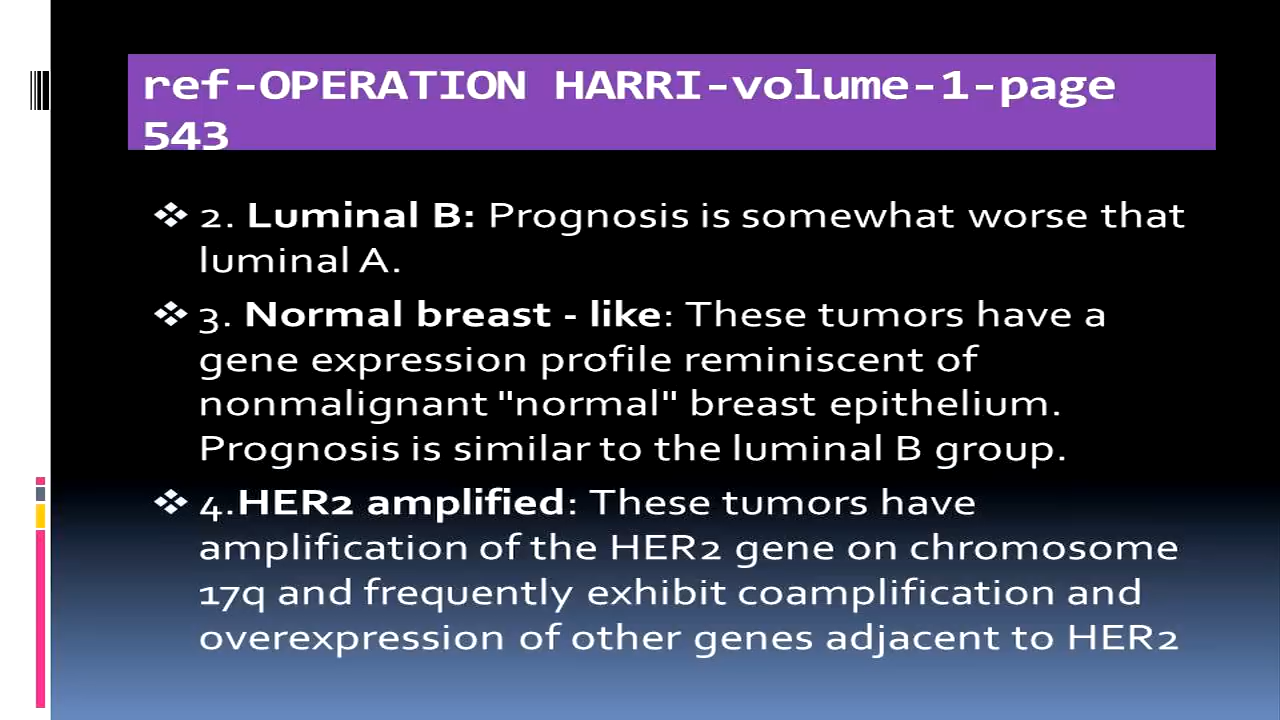 ref-OPERATION HARRI-volume-1-page
543
❖ 2. Luminal B: Prognosis is somewhat worse that
luminal A.
❖ 3. Normal breast - like: These tumors have a
gene expression profile reminiscent of
nonmalignant "normal" breast epithelium.
Prognosis is similar to the luminal B group.
❖ 4.HER2 amplified: These tumors have
amplification of the HER2 gene on chromosome
17q and frequently exhibit coamplification and
overexpression of other genes adjacent to HER2